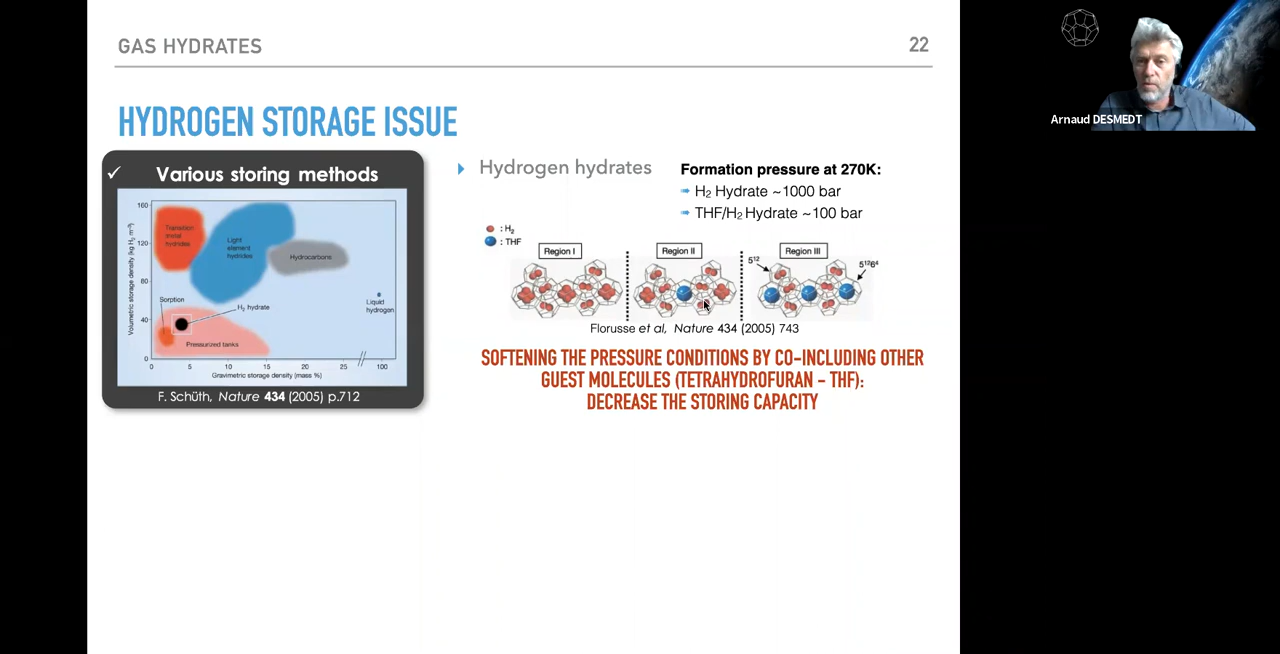 GAS HYDRATES
22
HYDROGEN STORAGE ISSUE
✓ Various storing methods
Volumetric storage density (kg H₂ m⁻³)
160
120
80
40
0
Transition
metal
hydrides
Light
element
hydrides
Hydrocarbons
Sorption
H₂ hydrate
Liquid
hydrogen
Pressurized tanks
0 5 10 15 20 25 100
Gravimetric storage density (mass %)
F. Schüth, Nature 434 (2005) p.712
Hydrogen hydrates
Formation pressure at 270K:
➠ H₂ Hydrate ~1000 bar
➠ THF/H₂ Hydrate ~100 bar
: H₂
: THF
Region I
Region II
Region III
5¹²
5¹²6⁴
Florusse et al, Nature 434 (2005) 743
SOFTENING THE PRESSURE CONDITIONS BY CO-INCLUDING OTHER
GUEST MOLECULES (TETRAHYDROFURAN - THF):
DECREASE THE STORING CAPACITY
Arnaud DESMEDT